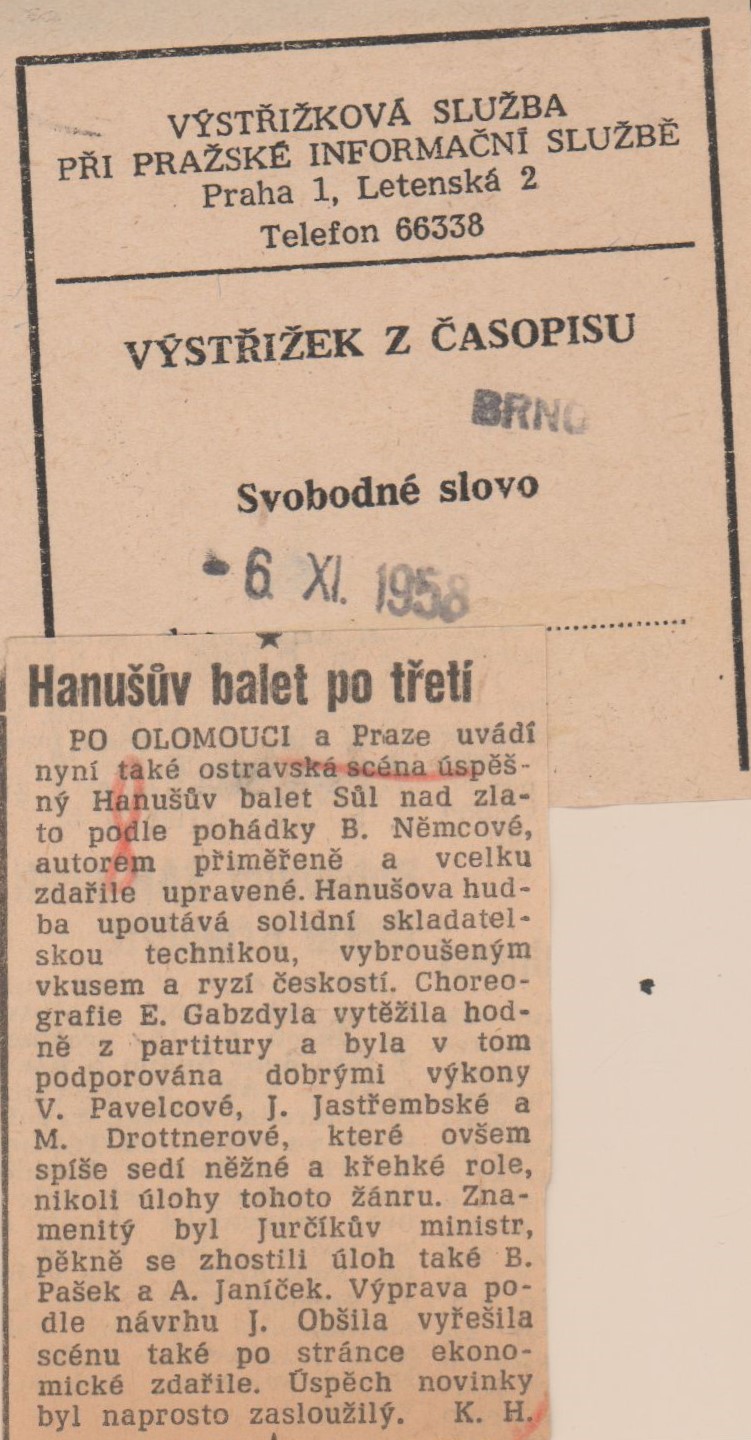 VÝSTŘIŽKOVÁ SLUŽBA
PŘI PRAŽSKÉ INFORMAČNÍ SLUŽBĚ
Praha 1, Letenská 2
Telefon 66338
VÝSTŘIŽEK Z ČASOPISU
BRNO
Svobodné slovo
- 6. XI. 1958
Hanušův balet po třetí
PO OLOMOUCI a Praze uvádí
nyní také ostravská scéna úspěš-
ný Hanušův balet Sůl nad zla-
to podle pohádky B. Němcové,
autorem přiměřeně a vcelku
zdařile upravené. Hanušova hud-
ba upoutává solidní skladatel-
skou technikou, vybroušeným
vkusem a ryzí českostí. Choreo-
grafie E. Gabzdyla vytěžila hod-
ně z partitury a byla v tom
podporována dobrými výkony
V. Pavelcové, J. Jastřembské a
M. Drottnerové, které ovšem
spíše sedí něžné a křehké role,
nikoli úlohy tohoto žánru. Zna-
menitý byl Jurčíkův ministr,
pěkně se zhostili úloh také B.
Pašek a A. Janíček. Výprava po-
dle návrhu J. Obšila vyřešila
scénu také po stránce ekono-
mické zdařile. Úspěch novinky
byl naprosto zasloužilý. K. H.